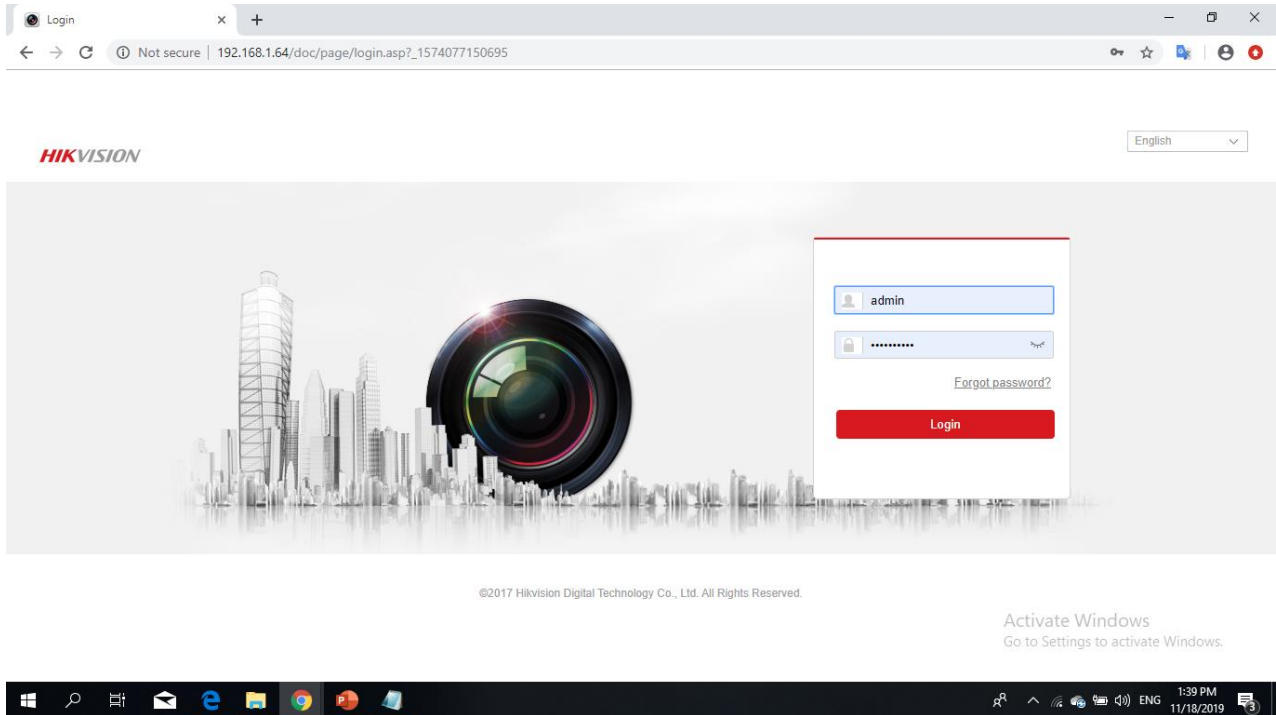 Login
Not secure | 192.168.1.64/doc/page/login.asp?_1574077150695
HIKVISION
English
admin
••••••••••
Forgot password?
Login
©2017 Hikvision Digital Technology Co., Ltd. All Rights Reserved.
Activate Windows
Go to Settings to activate Windows.
ENG
1:39 PM
11/18/2019
3